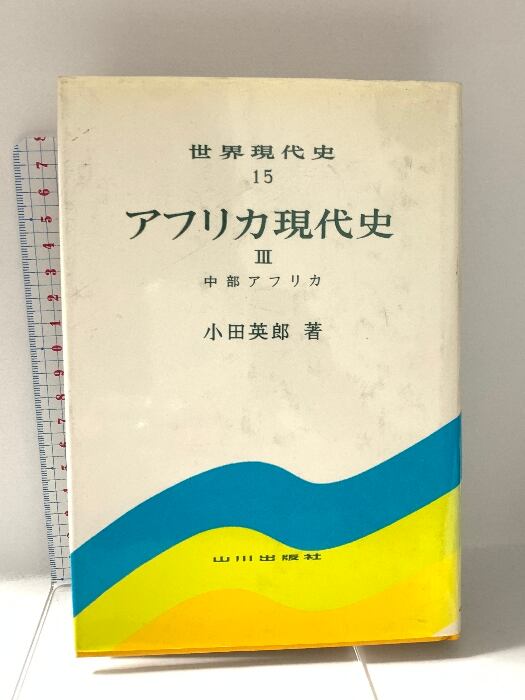 世界現代史
15
アフリカ現代史
III
中部アフリカ
小田英郎 著
山川出版社